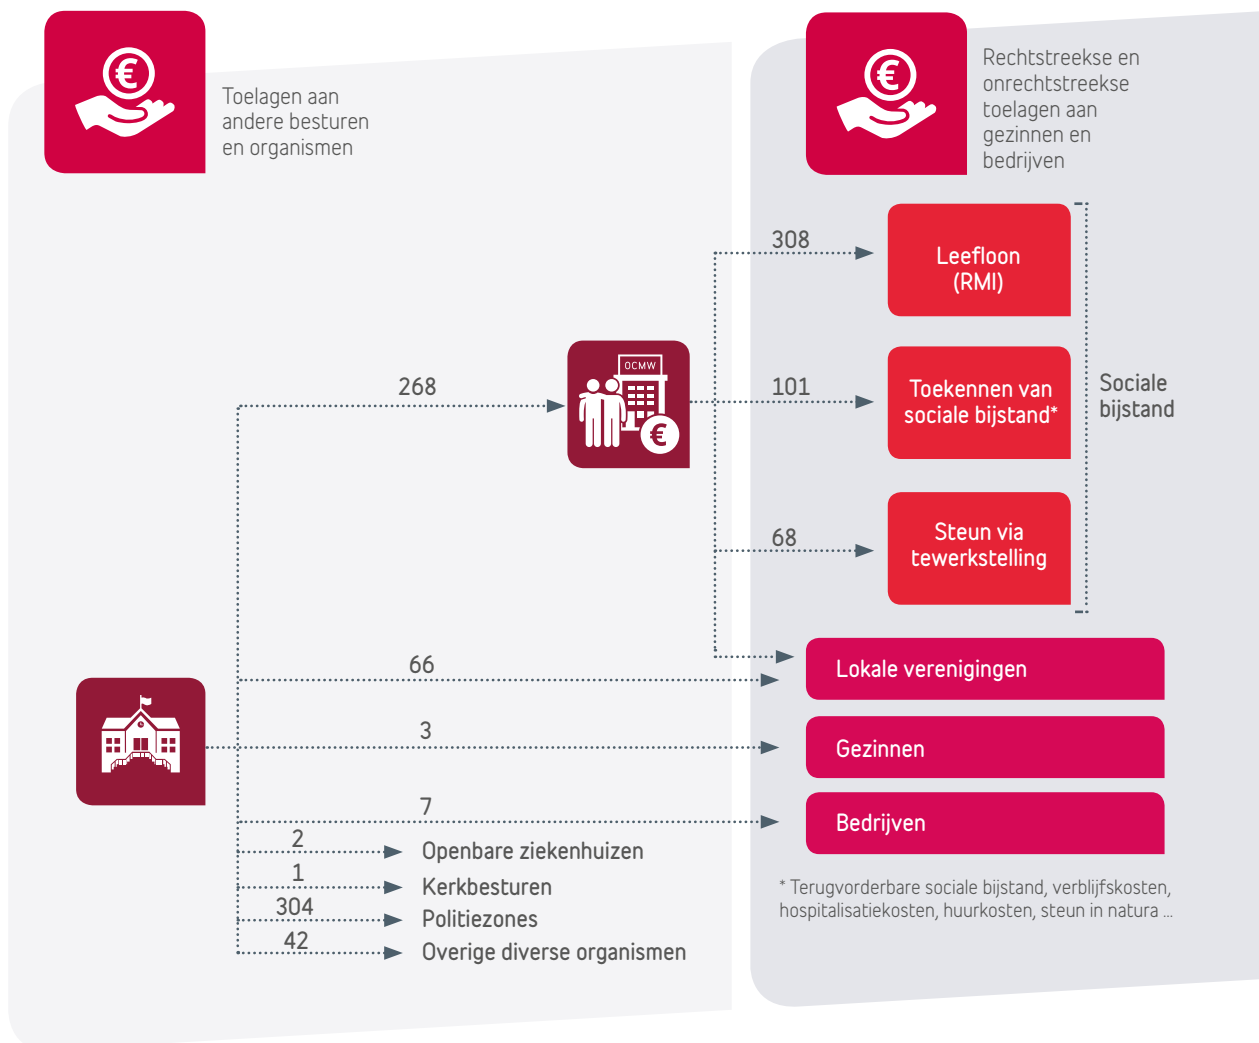 Toelagen aan
andere besturen
en organismen
Rechtstreekse en
onrechtstreekse
toelagen aan
gezinnen en
bedrijven
308
Leefloon
(RMI)
268
OCMW
101
Toekennen van
sociale bijstand*
Sociale
bijstand
68
Steun via
tewerkstelling
66
Lokale verenigingen
3
Gezinnen
7
Bedrijven
2
Openbare ziekenhuizen
1
Kerkbesturen
304
Politiezones
42
Overige diverse organismen
* Terugvorderbare sociale bijstand, verblijfskosten,
hospitalisatiekosten, huurkosten, steun in natura ...